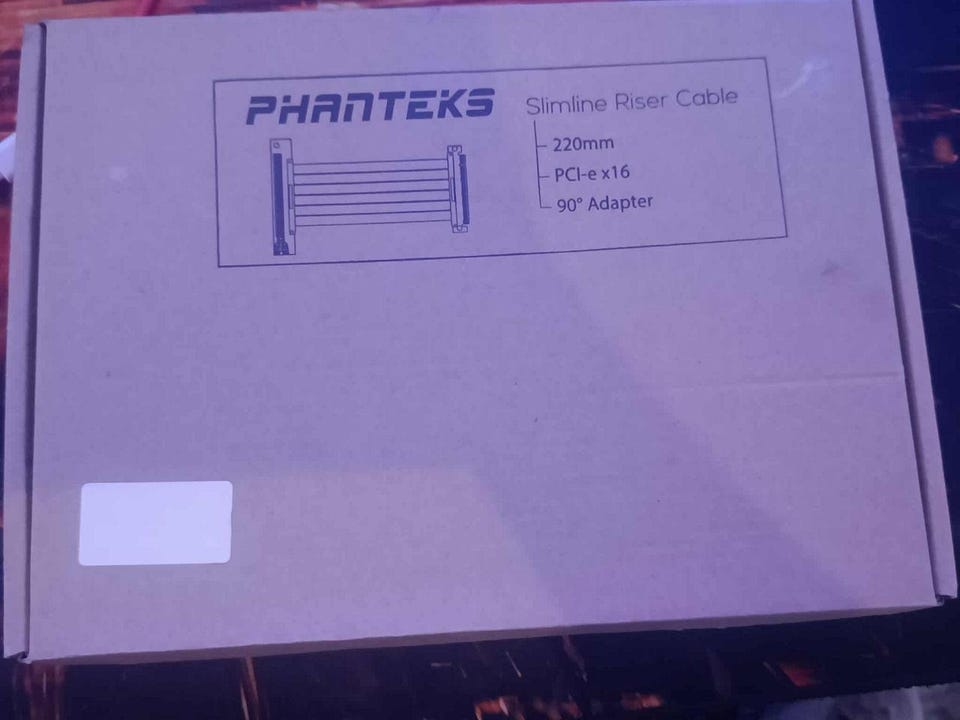 PHANTEKS
Slimline Riser Cable
220mm
PCI-e x16
90° Adapter